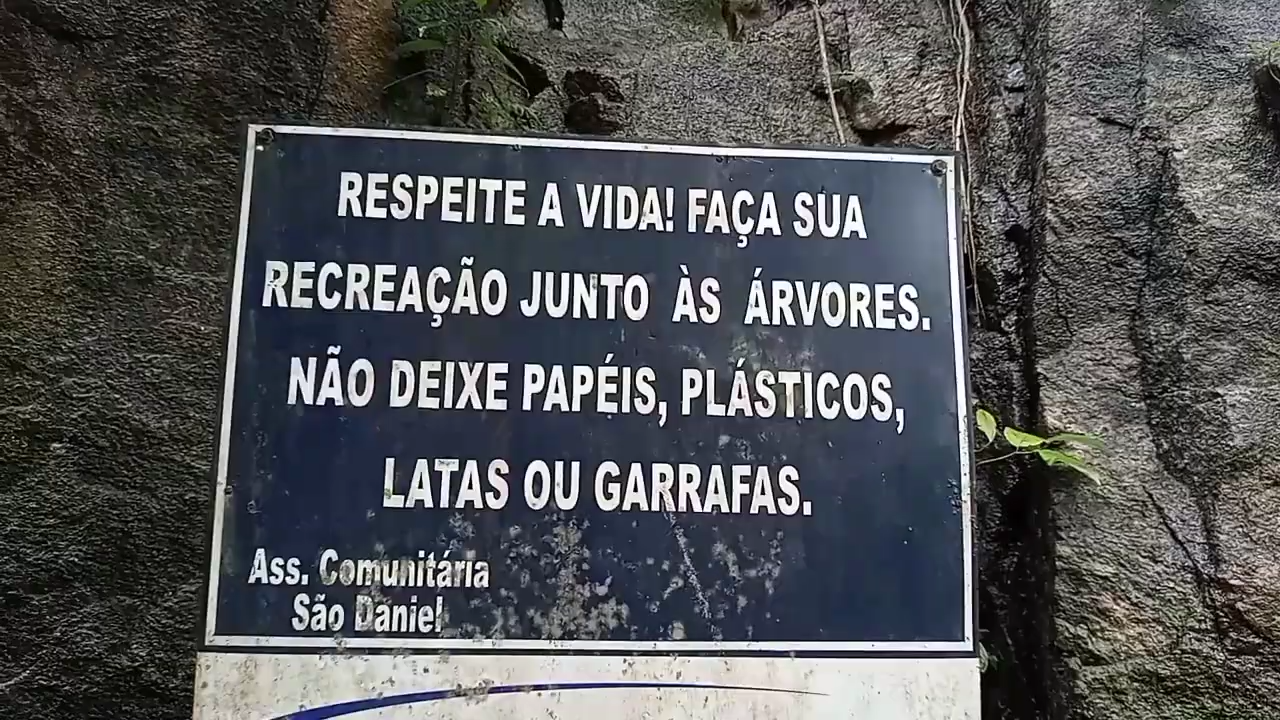 RESPEITE A VIDA! FAÇA SUA
RECREAÇÃO JUNTO ÀS ÁRVORES.
NÃO DEIXE PAPÉIS, PLÁSTICOS,
LATAS OU GARRAFAS.
Ass. Comunitária
São Daniel